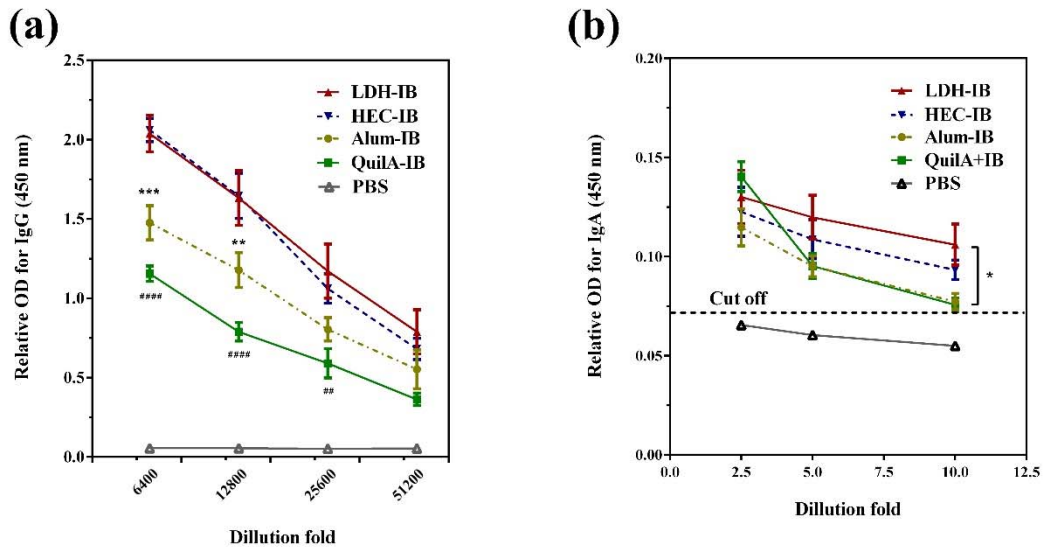 (a)
Relative OD for IgG (450 nm)
2.5
2.0
1.5
1.0
0.5
0.0
LDH-IB
HEC-IB
Alum-IB
QuilA-IB
PBS
***
**
####
####
##
6400
12800
25600
51200
Dillution fold
(b)
Relative OD for IgA (450 nm)
0.20
0.15
0.10
0.05
0.00
LDH-IB
HEC-IB
Alum-IB
QuilA+IB
PBS
*
Cut off
0.0
2.5
5.0
7.5
10.0
12.5
Dillution fold